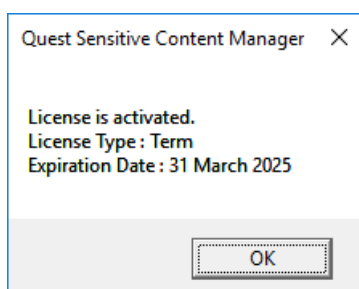 Quest Sensitive Content Manager
License is activated.
License Type : Term
Expiration Date : 31 March 2025
OK